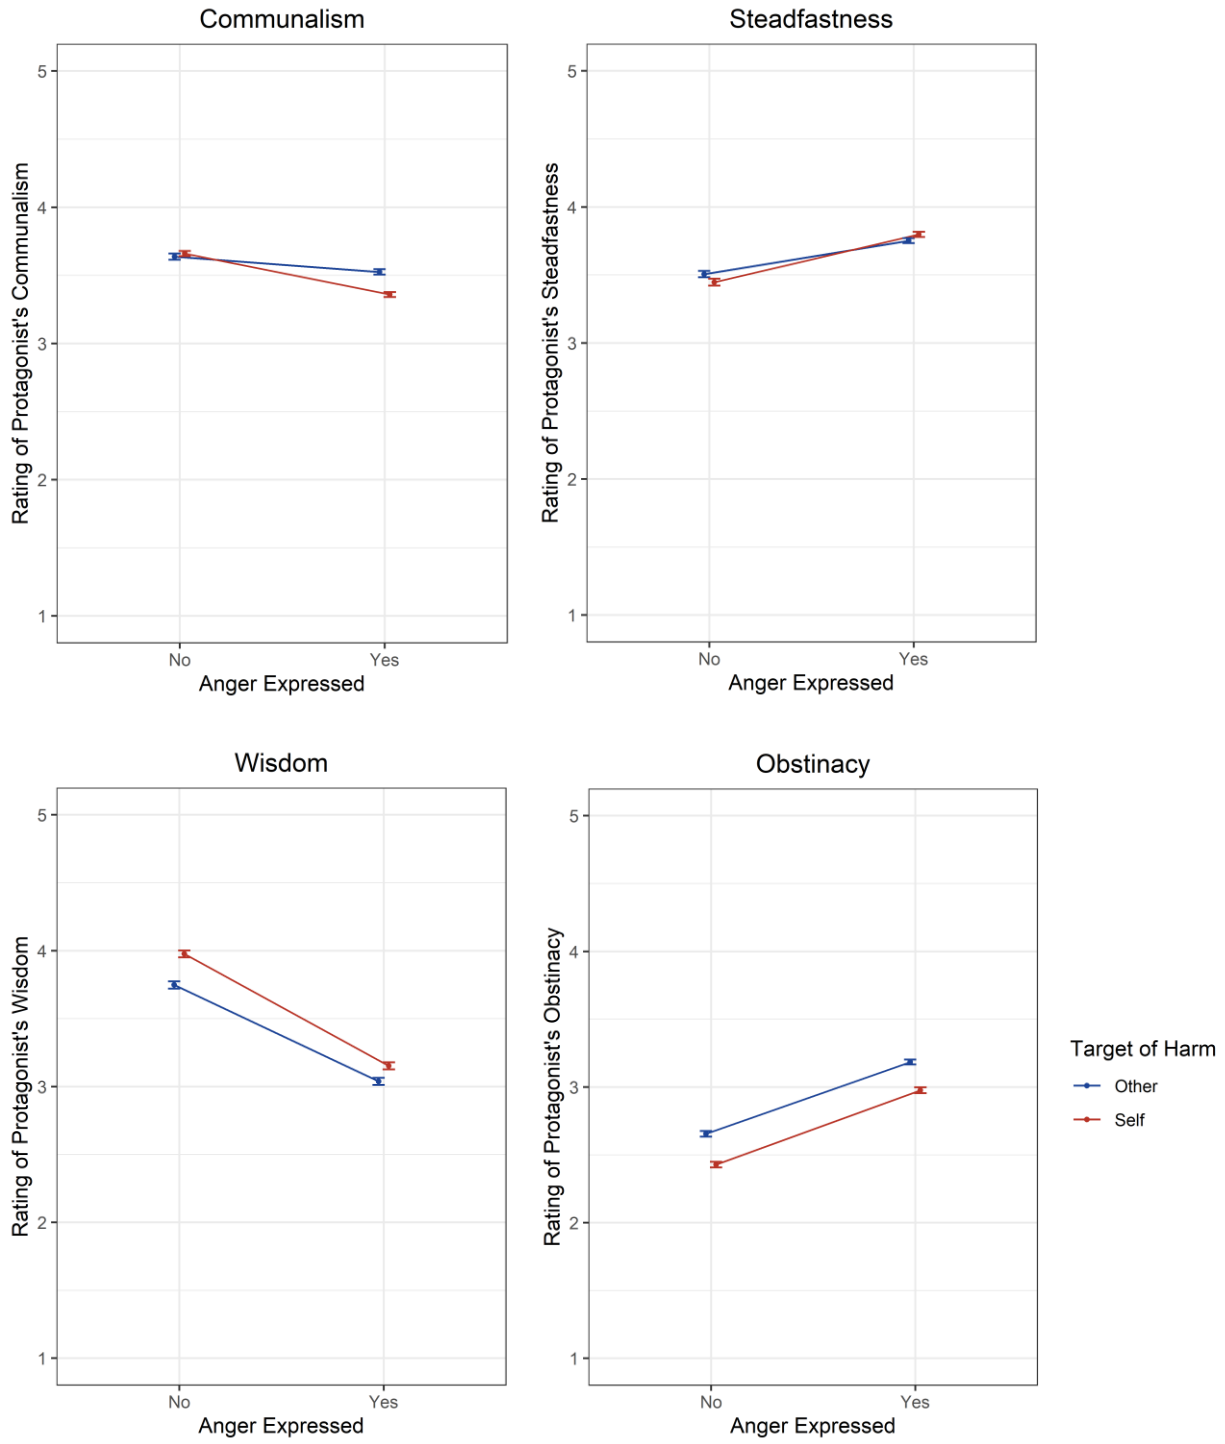 Communalism
Rating of Protagonist's Communalism
5
4
3
2
1
No Yes
Anger Expressed
Steadfastness
Rating of Protagonist's Steadfastness
5
4
3
2
1
No Yes
Anger Expressed
Wisdom
Rating of Protagonist's Wisdom
5
4
3
2
1
No Yes
Anger Expressed
Obstinacy
Rating of Protagonist's Obstinacy
5
4
3
2
1
No Yes
Anger Expressed
Target of Harm
Other
Self